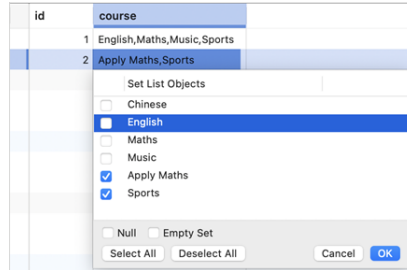 id course
1 English,Maths,Music,Sports
2 Apply Maths,Sports
Set List Objects
Chinese
English
Maths
Music
Apply Maths
Sports
Null Empty Set
Select All Deselect All Cancel OK